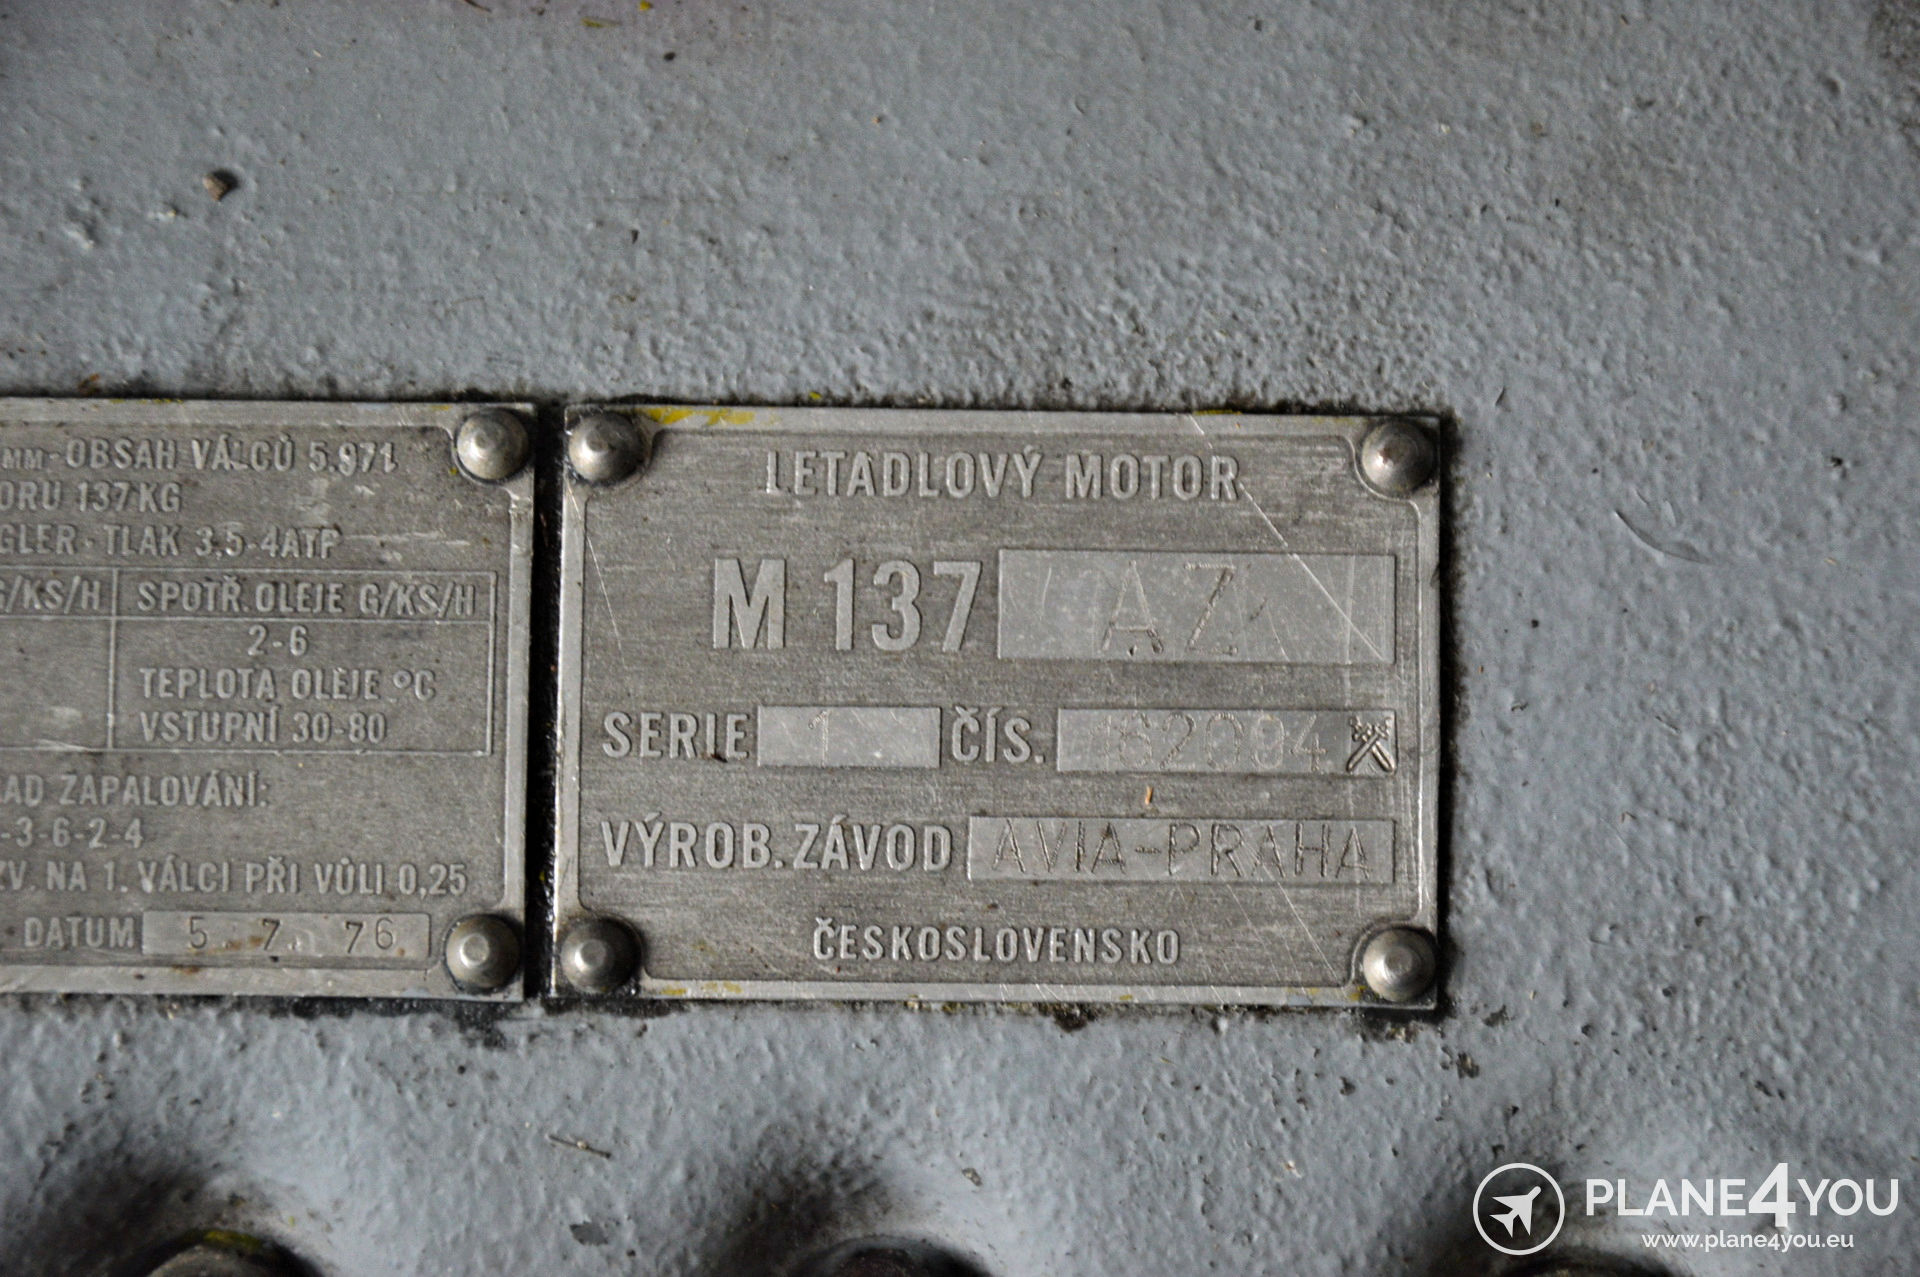 mm-OBSAH VÁLCŮ 5.971
ORU 137KG
GLER-TLAK 3,5-4ATP
G/KS/H SPOTŘ. OLEJE G/KS/H
2-6
TEPLOTA OLEJE °C
VSTUPNÍ 30-80
AD ZAPALOVÁNÍ:
-3-6-2-4
ZV. NA 1. VÁLCI PŘI VŮLI 0,25
DATUM 5 7 76
LETADLOVÝ MOTOR
M 137 AZ
SERIE 1 ČÍS. 162094
VÝROB. ZÁVOD AVIA-PRAHA
ČESKOSLOVENSKO
PLANE4YOU
www.plane4you.eu